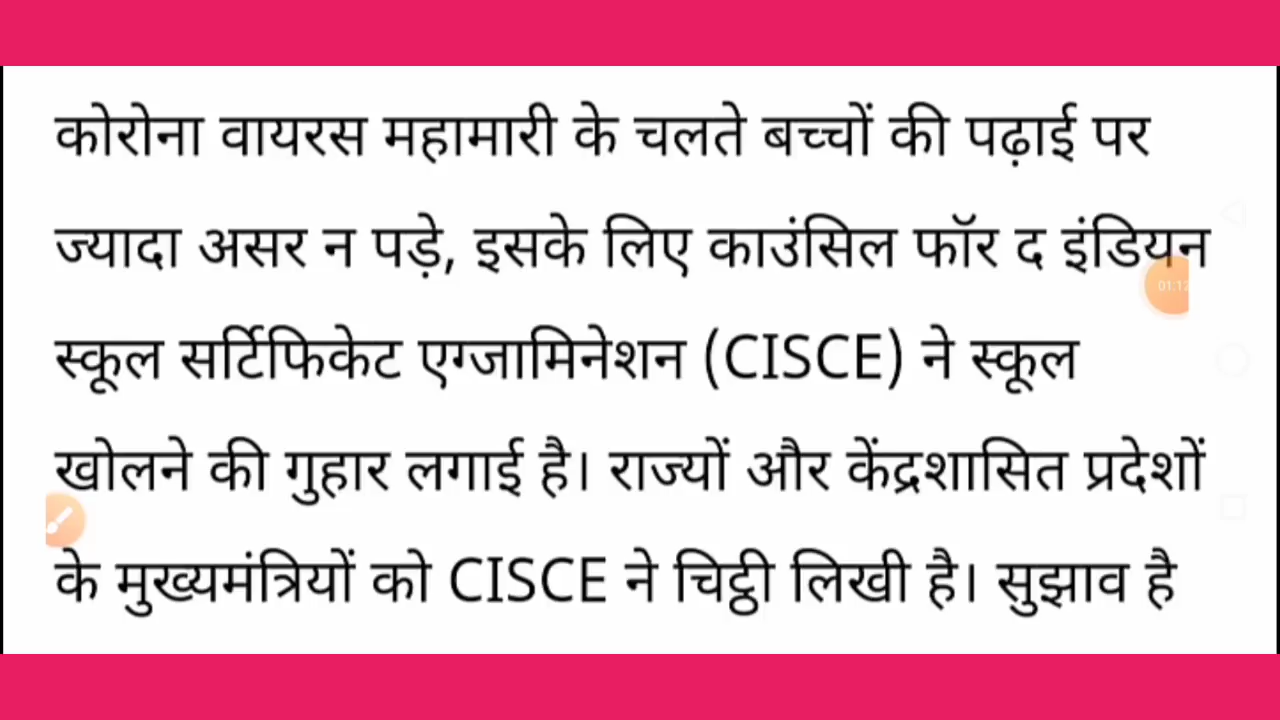 कोरोना वायरस महामारी के चलते बच्चों की पढ़ाई पर
ज्यादा असर न पड़े, इसके लिए काउंसिल फॉर द इंडियन
स्कूल सर्टिफिकेट एग्जामिनेशन (CISCE) ने स्कूल
खोलने की गुहार लगाई है। राज्यों और केंद्रशासित प्रदेशों
के मुख्यमंत्रियों को CISCE ने चिट्ठी लिखी है। सुझाव है